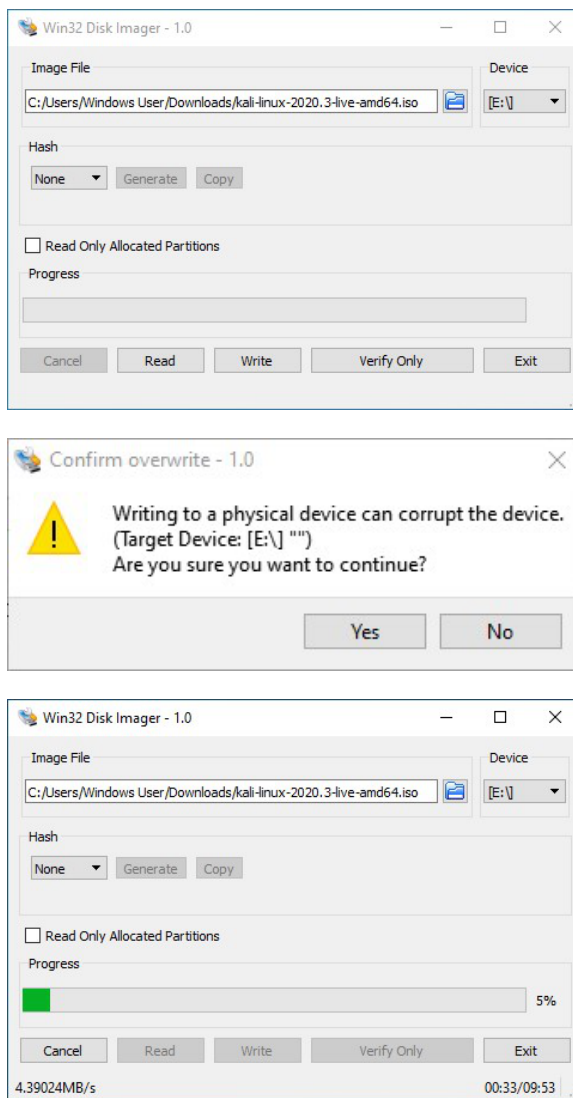 Win32 Disk Imager - 1.0
Image File
Device
C:/Users/Windows User/Downloads/kali-linux-2020.3-live-amd64.iso
[E:\]
Hash
None
Generate
Copy
Read Only Allocated Partitions
Progress
Cancel
Read
Write
Verify Only
Exit
Confirm overwrite - 1.0
Writing to a physical device can corrupt the device.
(Target Device: [E:\] "")
Are you sure you want to continue?
Yes
No
Win32 Disk Imager - 1.0
Image File
Device
C:/Users/Windows User/Downloads/kali-linux-2020.3-live-amd64.iso
[E:\]
Hash
None
Generate
Copy
Read Only Allocated Partitions
Progress
5%
Cancel
Read
Write
Verify Only
Exit
4.39024MB/s
00:33/09:53